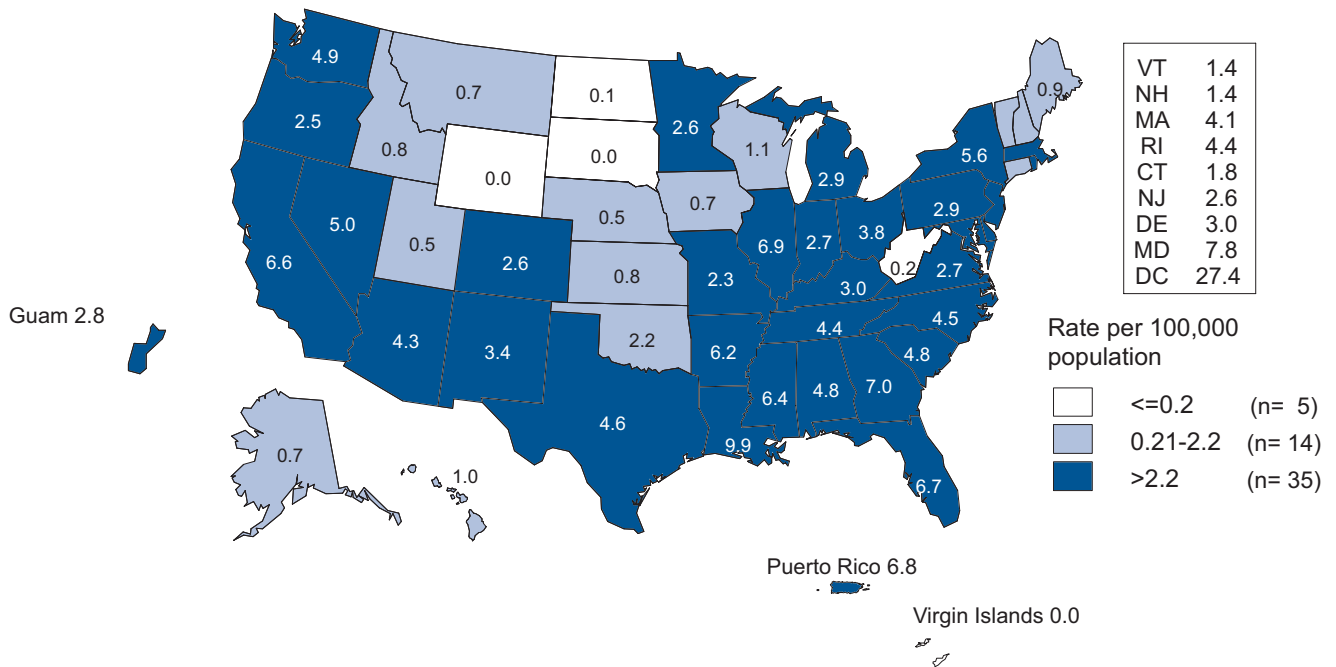 4.9
0.7
0.1
2.6
0.9
VT 1.4
NH 1.4
MA 4.1
RI 4.4
CT 1.8
NJ 2.6
DE 3.0
MD 7.8
DC 27.4
2.5
0.8
0.0
0.0
1.1
2.9
5.6
5.0
0.5
2.6
0.5
0.7
6.9
2.7
3.8
2.9
6.6
0.8
2.3
3.0
0.2
2.7
Guam 2.8
4.3
3.4
2.2
6.2
4.4
4.5
4.8
Rate per 100,000
population
<=0.2 (n= 5)
0.21-2.2 (n= 14)
>2.2 (n= 35)
4.6
9.9
6.4
4.8
7.0
6.7
0.7
1.0
Puerto Rico 6.8
Virgin Islands 0.0